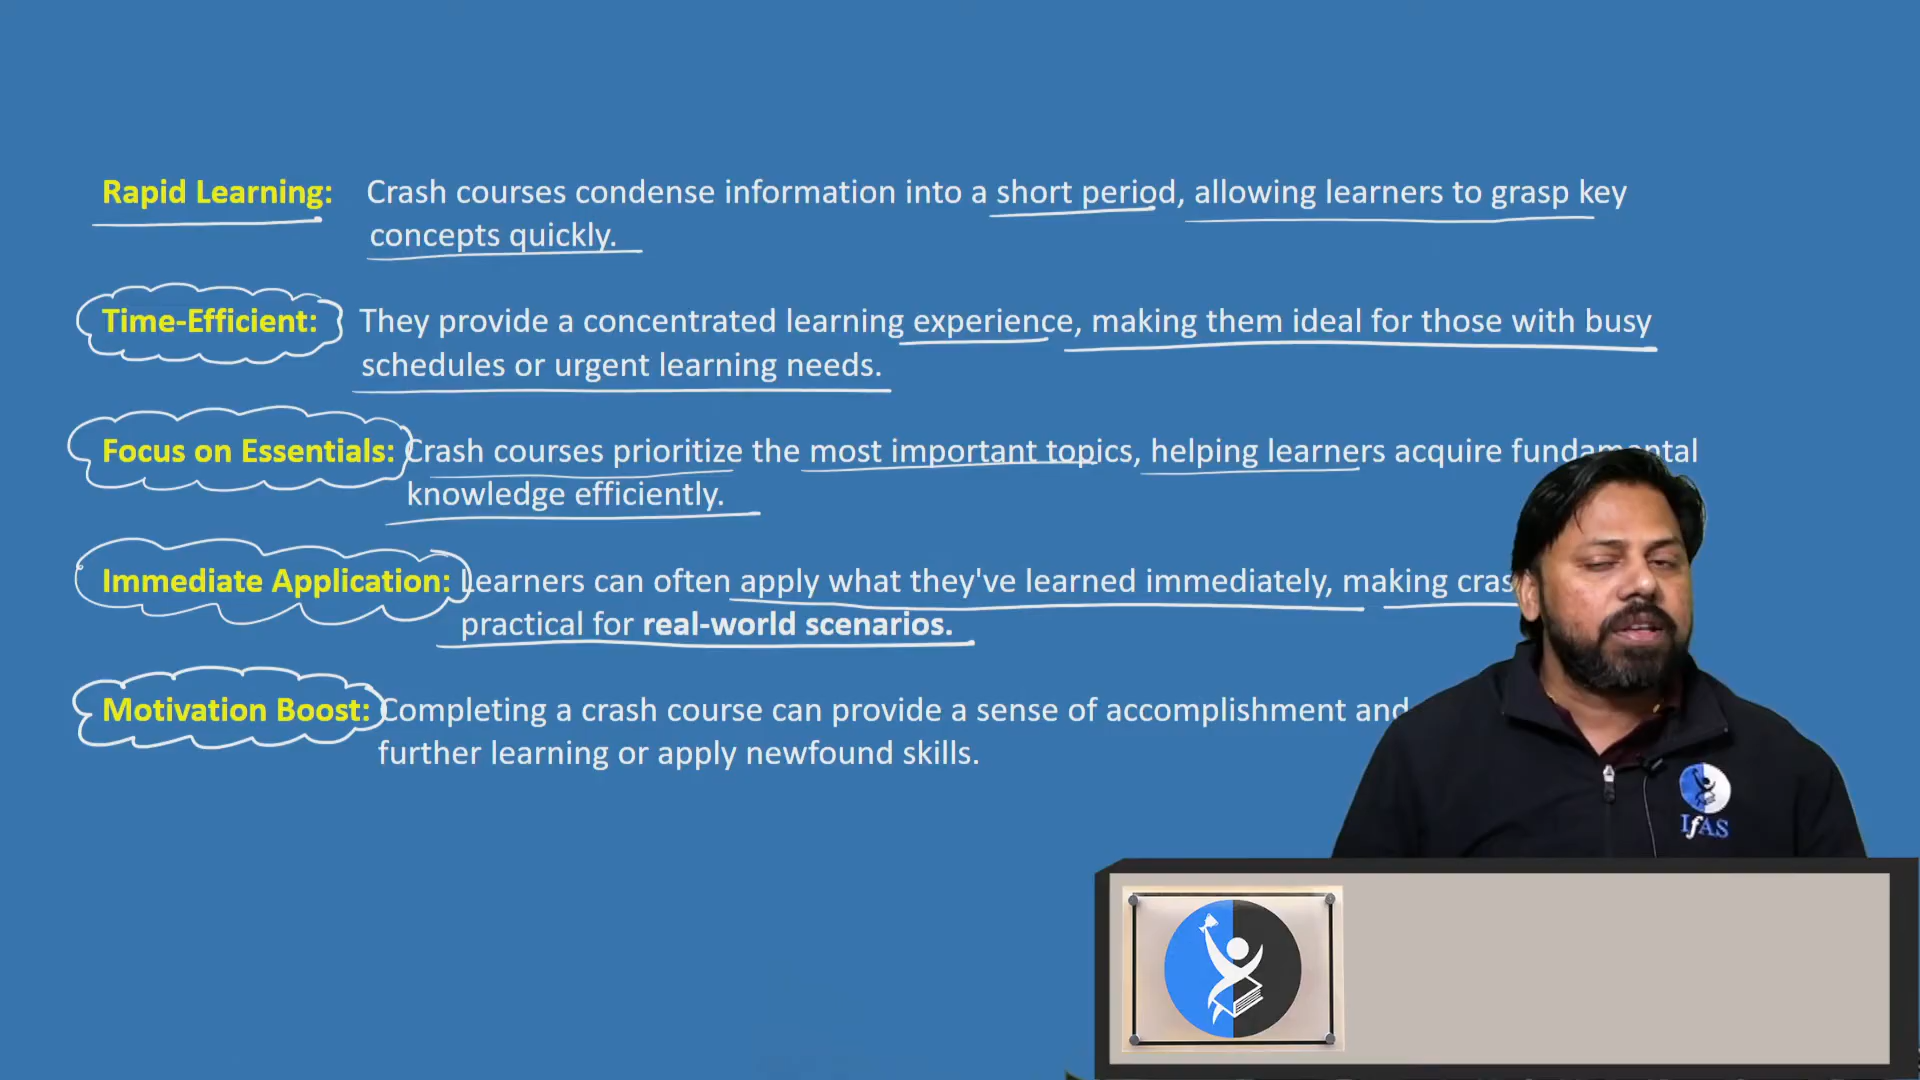 Rapid Learning: Crash courses condense information into a short period, allowing learners to grasp key
concepts quickly.
Time-Efficient: They provide a concentrated learning experience, making them ideal for those with busy
schedules or urgent learning needs.
Focus on Essentials: Crash courses prioritize the most important topics, helping learners acquire fundamental
knowledge efficiently.
Immediate Application: Learners can often apply what they've learned immediately, making
practical for real-world scenarios.
Motivation Boost: Completing a crash course can provide a sense of accomplishment and
further learning or apply newfound skills.
IfAS